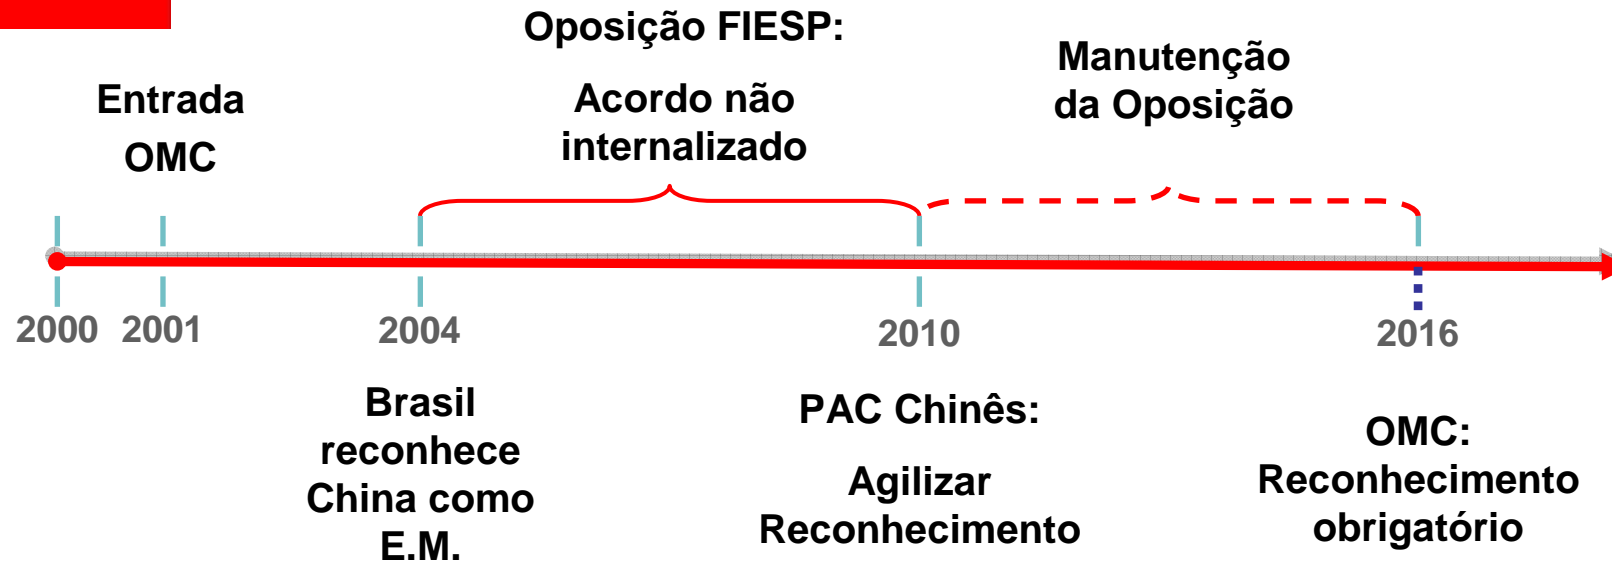 Oposição FIESP:
Acordo não
internalizado
Manutenção
da Oposição
Entrada
OMC
2000
2001
2004
2010
2016
Brasil
reconhece
China como
E.M.
PAC Chinês:
Agilizar
Reconhecimento
OMC:
Reconhecimento
obrigatório